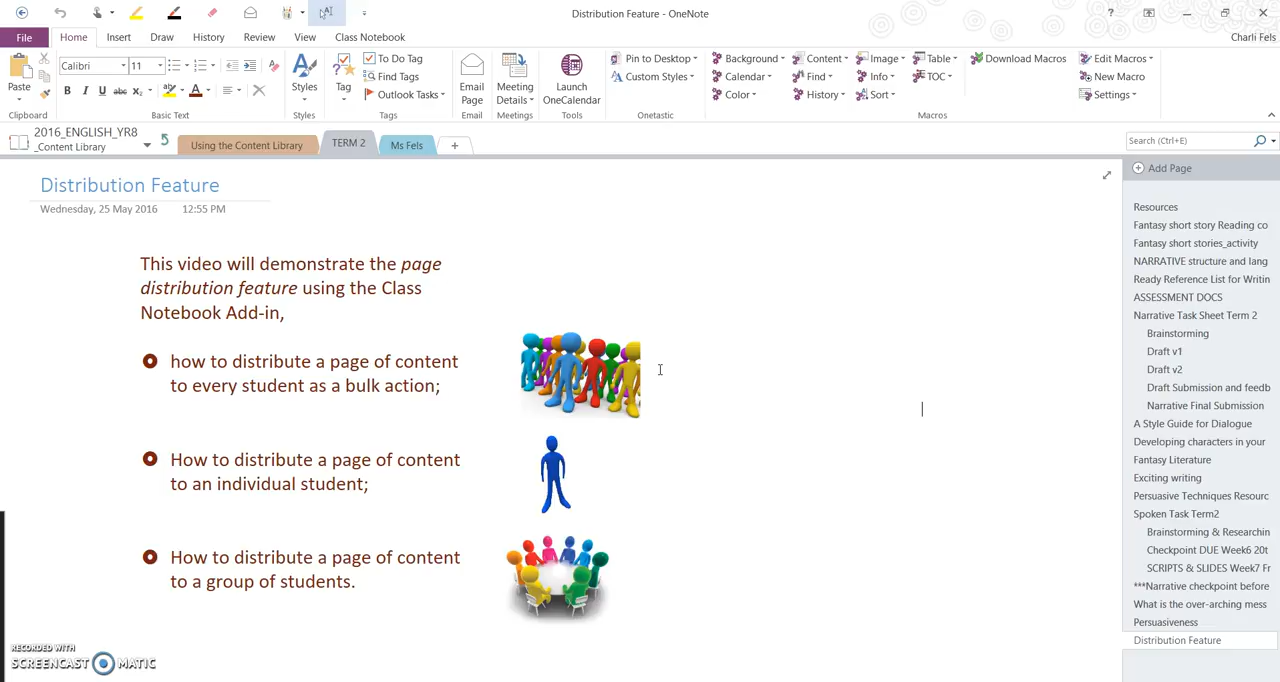 Distribution Feature - OneNote
?
File Home Insert Draw History Review View Class Notebook
Charli Fels
Paste
Calibri 11
B I U abc X₂ A
Clipboard
Basic Text
Styles
Styles
Tag
To Do Tag
Find Tags
Outlook Tasks
Tags
Email
Page
Email
Meeting
Details
Meetings
Launch
OneCalendar
Tools
Pin to Desktop
Custom Styles
Onetastic
Background Content Image Table Download Macros
Calendar Find Info TOC
Color History Sort
Macros
Edit Macros
New Macro
Settings
2016_ENGLISH_YR8
_Content Library
Using the Content Library TERM 2 Ms Fels +
Search (Ctrl+E)
Distribution Feature
Wednesday, 25 May 2016 12:55 PM
This video will demonstrate the page
distribution feature using the Class
Notebook Add-in,
how to distribute a page of content
to every student as a bulk action;
How to distribute a page of content
to an individual student;
How to distribute a page of content
to a group of students.
Add Page
Resources
Fantasy short story Reading co
Fantasy short stories_activity
NARRATIVE structure and lang
Ready Reference List for Writin
ASSESSMENT DOCS
Narrative Task Sheet Term 2
Brainstorming
Draft v1
Draft v2
Draft Submission and feedb
Narrative Final Submission
A Style Guide for Dialogue
Developing characters in your
Fantasy Literature
Exciting writing
Persuasive Techniques Resourc
Spoken Task Term2
Brainstorming & Researchin
Checkpoint DUE Week6 20t
SCRIPTS & SLIDES Week7 Fr
***Narrative checkpoint before
What is the over-arching mess
Persuasiveness
Distribution Feature
RECORDED WITH
SCREENCAST MATIC